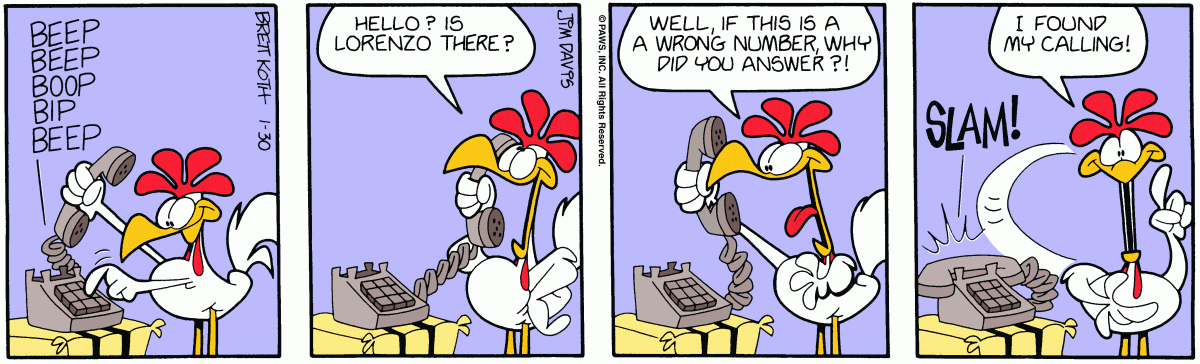 BEEP
BEEP
BOOP
BIP
BEEP
BRETT KOTH 1-30
HELLO? IS
LORENZO THERE?
JIM DAVIS
© PAWS, INC. All Rights Reserved.
WELL, IF THIS IS A
A WRONG NUMBER, WHY
DID YOU ANSWER?!
SLAM!
I FOUND
MY CALLING!